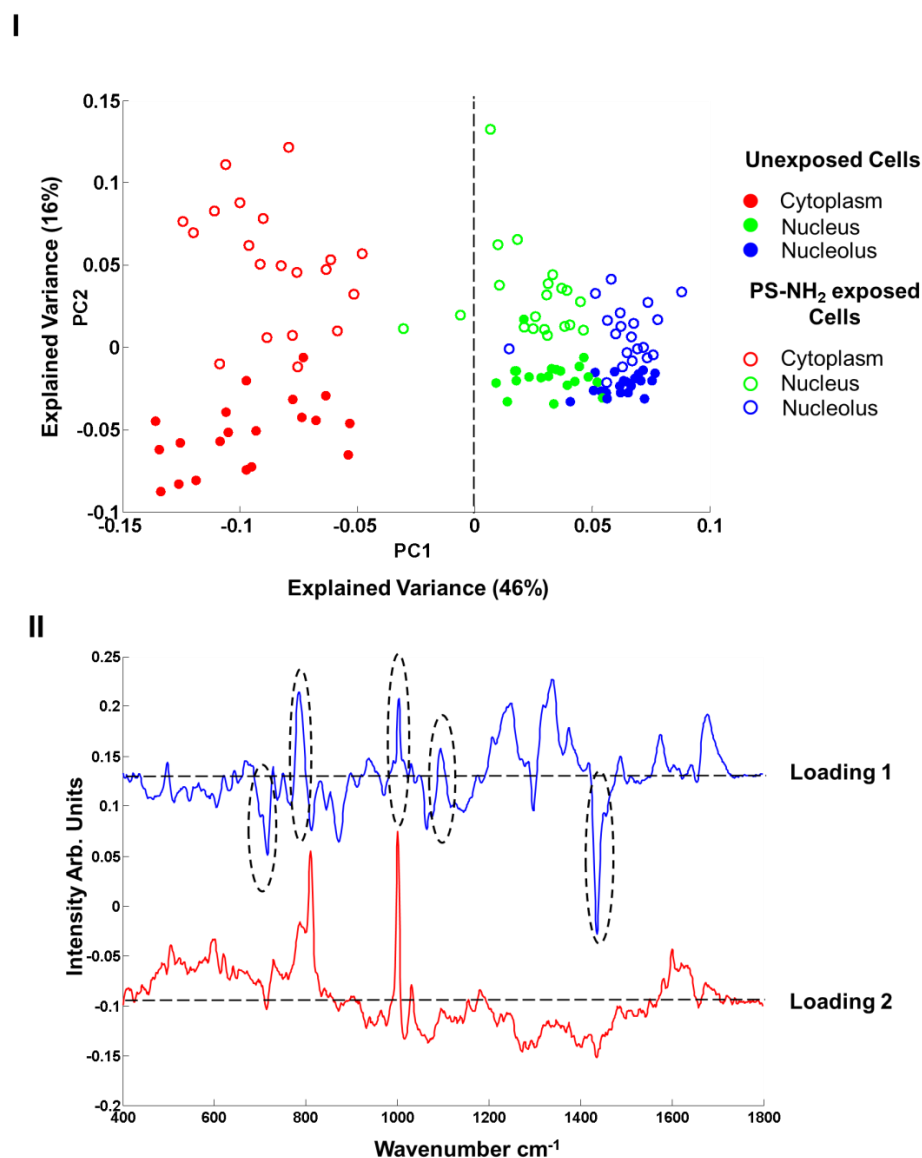 I
0.15
0.1
0.05
0
-0.05
-0.1
Explained Variance (16%)
PC2
-0.15
-0.1
-0.05
0
0.05
0.1
PC1
Explained Variance (46%)
Unexposed Cells
Cytoplasm
Nucleus
Nucleolus
PS-NH2 exposed
Cells
Cytoplasm
Nucleus
Nucleolus
II
0.25
0.2
0.15
0.1
0.05
0
-0.05
-0.1
-0.15
-0.2
Intensity Arb. Units
Loading 1
Loading 2
400
600
800
1000
1200
1400
1600
1800
Wavenumber cm-1